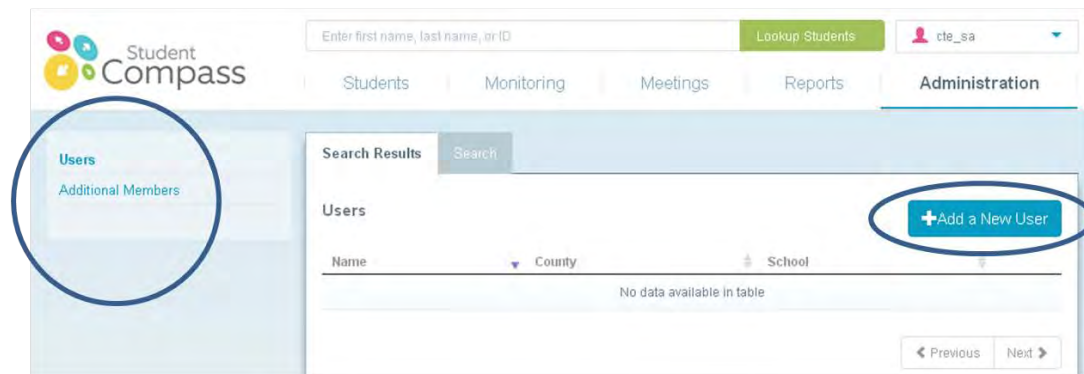 Student
Compass
Enter first name, last name, or ID
Lookup Students
cte_sa
Students Monitoring Meetings Reports Administration
Users
Additional Members
Search Results Search
Users
Add a New User
Name County School
No data available in table
Previous Next